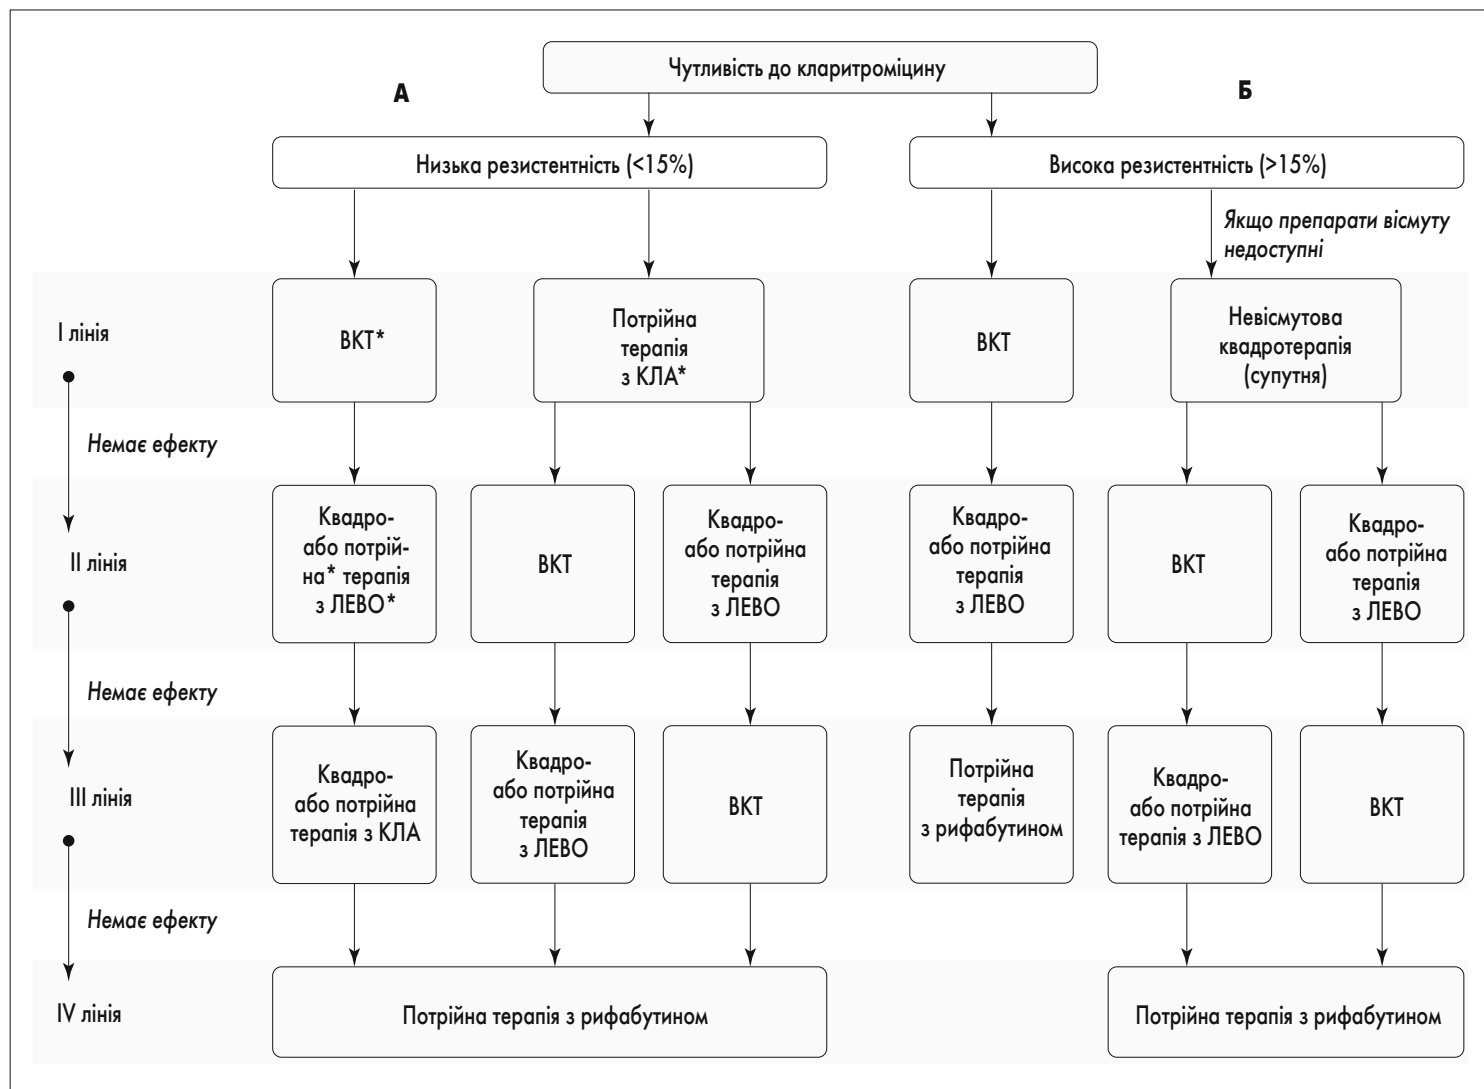 Чутливість до кларитроміцину
А
Б
Низька резистентність (<15%)
Висока резистентність (>15%)
Якщо препарати вісмуту
недоступні
I лінія
ВКТ*
Потрійна
терапія
з КЛА*
ВКТ
Невісмутова
квадротерапія
(супутня)
Немає ефекту
II лінія
Квадро-
або потрій-
на* терапія
з ЛЕВО*
ВКТ
Квадро-
або потрійна
терапія
з ЛЕВО
Квадро-
або потрійна
терапія
з ЛЕВО
ВКТ
Квадро-
або потрійна
терапія
з ЛЕВО
Немає ефекту
III лінія
Квадро-
або потрійна
терапія з КЛА
Квадро-
або потрійна
терапія
з ЛЕВО
ВКТ
Потрійна
терапія
з рифабутином
Квадро-
або потрійна
терапія з ЛЕВО
ВКТ
Немає ефекту
IV лінія
Потрійна терапія з рифабутином
Потрійна терапія з рифабутином